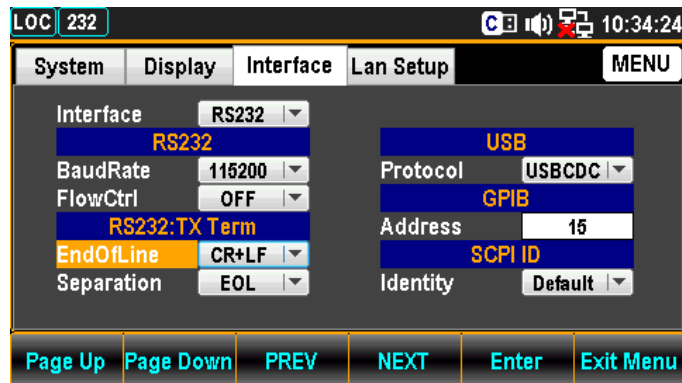 LOC 232 C 10:34:24
System Display Interface Lan Setup MENU
Interface RS232
RS232 USB
BaudRate 115200 Protocol USBCDC
FlowCtrl OFF GPIB
RS232:TX Term Address 15
EndOfLine CR+LF SCPI ID
Separation EOL Identity Default
Page Up Page Down PREV NEXT Enter Exit Menu